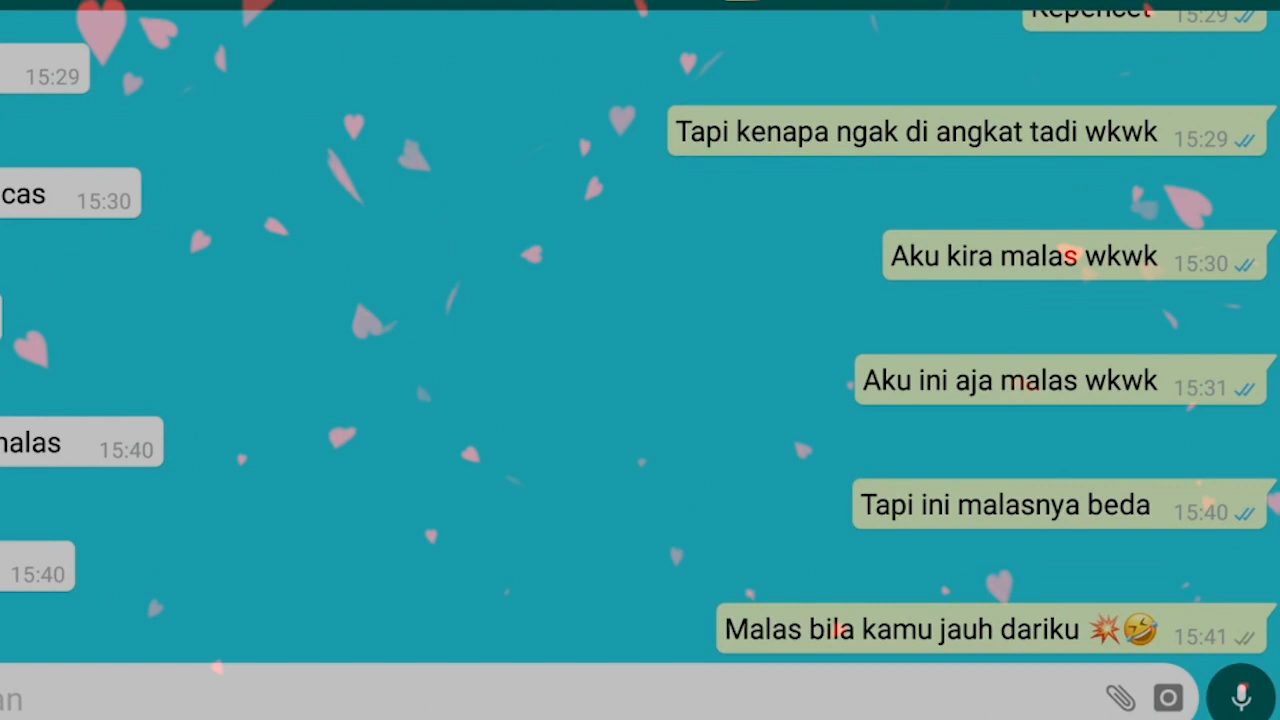 Kepencet 15:29
15:29
Tapi kenapa ngak di angkat tadi wkwk 15:29
cas 15:30
Aku kira malas wkwk 15:30
Aku ini aja malas wkwk 15:31
malas 15:40
Tapi ini malasnya beda 15:40
15:40
Malas bila kamu jauh dariku 💥🤣 15:41
an